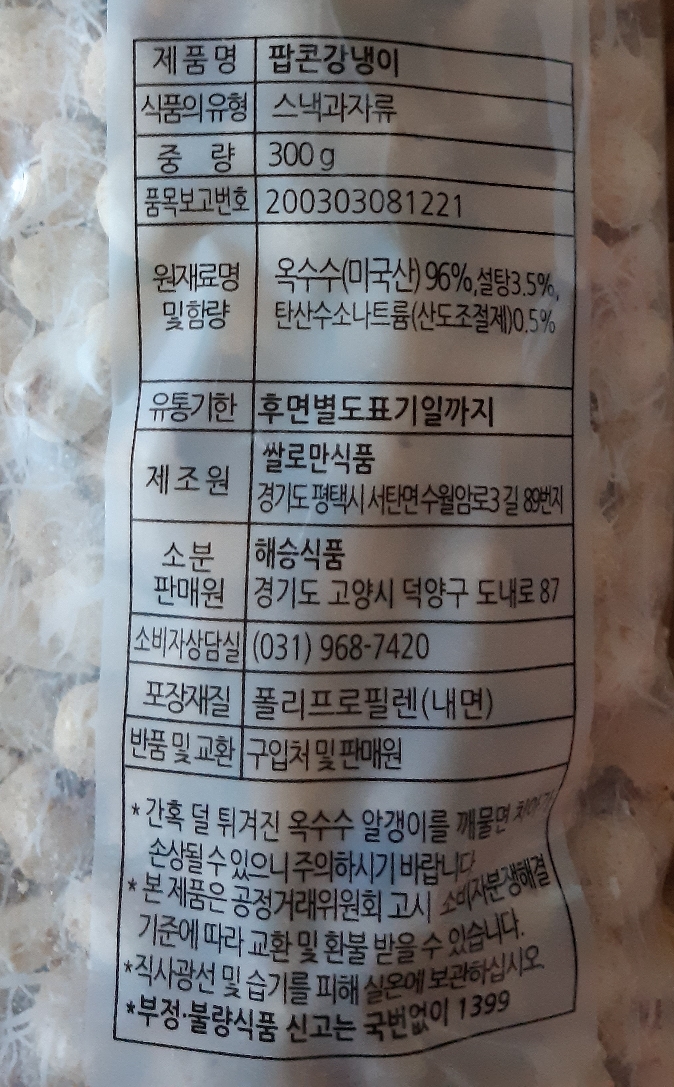 제품명 팝콘강냉이
식품의유형 스낵과자류
중 량 300g
품목보고번호 200303081221
원재료명 옥수수(미국산) 96%, 설탕3.5%,
및함량 탄산수소나트륨(산도조절제)0.5%
유통기한 후면별도표기일까지
제조원 쌀로만식품
경기도 평택시 서탄면 수월암로3길 89번지
소분 해승식품
판매원 경기도 고양시 덕양구 도내로 87
소비자상담실 (031) 968-7420
포장재질 폴리프로필렌(내면)
반품 및 교환 구입처 및 판매원
*간혹 덜 튀겨진 옥수수 알갱이를 깨물면 치아가
손상될 수 있으니 주의하시기 바랍니다
*본 제품은 공정거래위원회 고시 소비자분쟁해결
기준에 따라 교환 및 환불 받을 수 있습니다.
*직사광선 및 습기를 피해 실온에 보관하십시오
*부정·불량식품 신고는 국번없이 1399